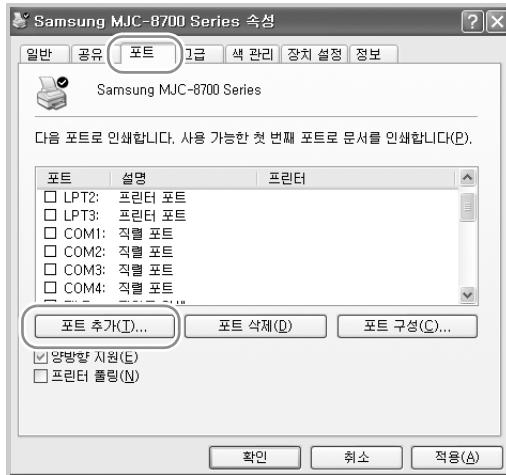 Samsung MJC-8700 Series 속성
일반 공유 포트 고급 색 관리 장치 설정 정보
Samsung MJC-8700 Series
다음 포트로 인쇄합니다. 사용 가능한 첫 번째 포트로 문서를 인쇄합니다(P).
포트 설명 프린터
LPT2: 프린터 포트
LPT3: 프린터 포트
COM1: 직렬 포트
COM2: 직렬 포트
COM3: 직렬 포트
COM4: 직렬 포트
포트 추가(T)... 포트 삭제(D) 포트 구성(C)...
양방향 지원(E)
프린터 풀링(N)
확인 취소 적용(A)